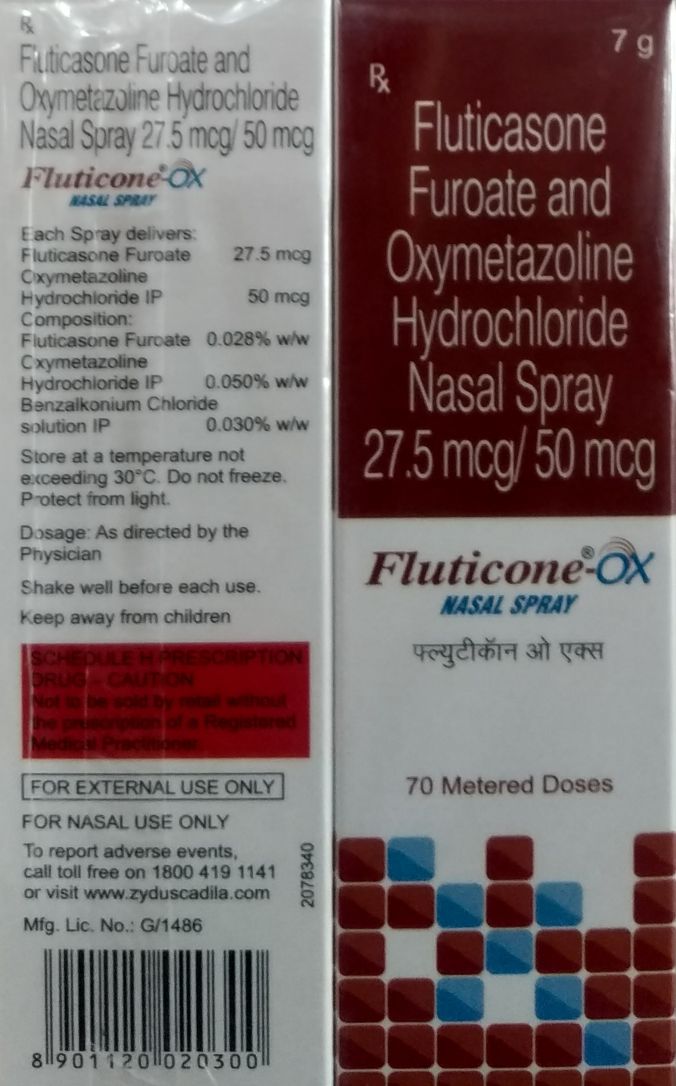 Rx
Fluticasone Furoate and
Oxymetazoline Hydrochloride
Nasal Spray 27.5 mcg/ 50 mcg
Fluticone®-OX
NASAL SPRAY
Each Spray delivers:
Fluticasone Furoate 27.5 mcg
Oxymetazoline
Hydrochloride IP 50 mcg
Composition:
Fluticasone Furoate 0.028% w/w
Oxymetazoline
Hydrochloride IP 0.050% w/w
Benzalkonium Chloride
solution IP 0.030% w/w
Store at a temperature not
exceeding 30°C. Do not freeze.
Protect from light.
Dosage: As directed by the
Physician
Shake well before each use.
Keep away from children
SCHEDULE H PRESCRIPTION
DRUG – CAUTION
Not to be sold by retail without
the prescription of a Registered
Medical Practitioner
FOR EXTERNAL USE ONLY
FOR NASAL USE ONLY
To report adverse events,
call toll free on 1800 419 1141
or visit www.zyduscadila.com
Mfg. Lic. No.: G/1486
2078340
8 901120 020300
7 g
Rx
Fluticasone
Furoate and
Oxymetazoline
Hydrochloride
Nasal Spray
27.5 mcg/ 50 mcg
Fluticone®-OX
NASAL SPRAY
फ्ल्युटीकॅान ओ एक्स
70 Metered Doses